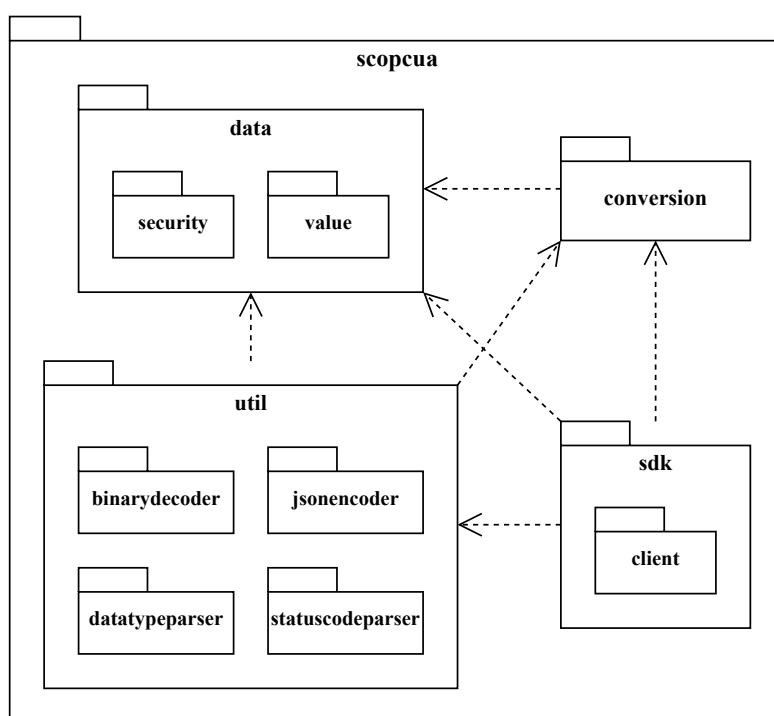 scopcua
data
security
value
conversion
util
binarydecoder
jsonencoder
datatypeparser
statuscodeparser
sdk
client